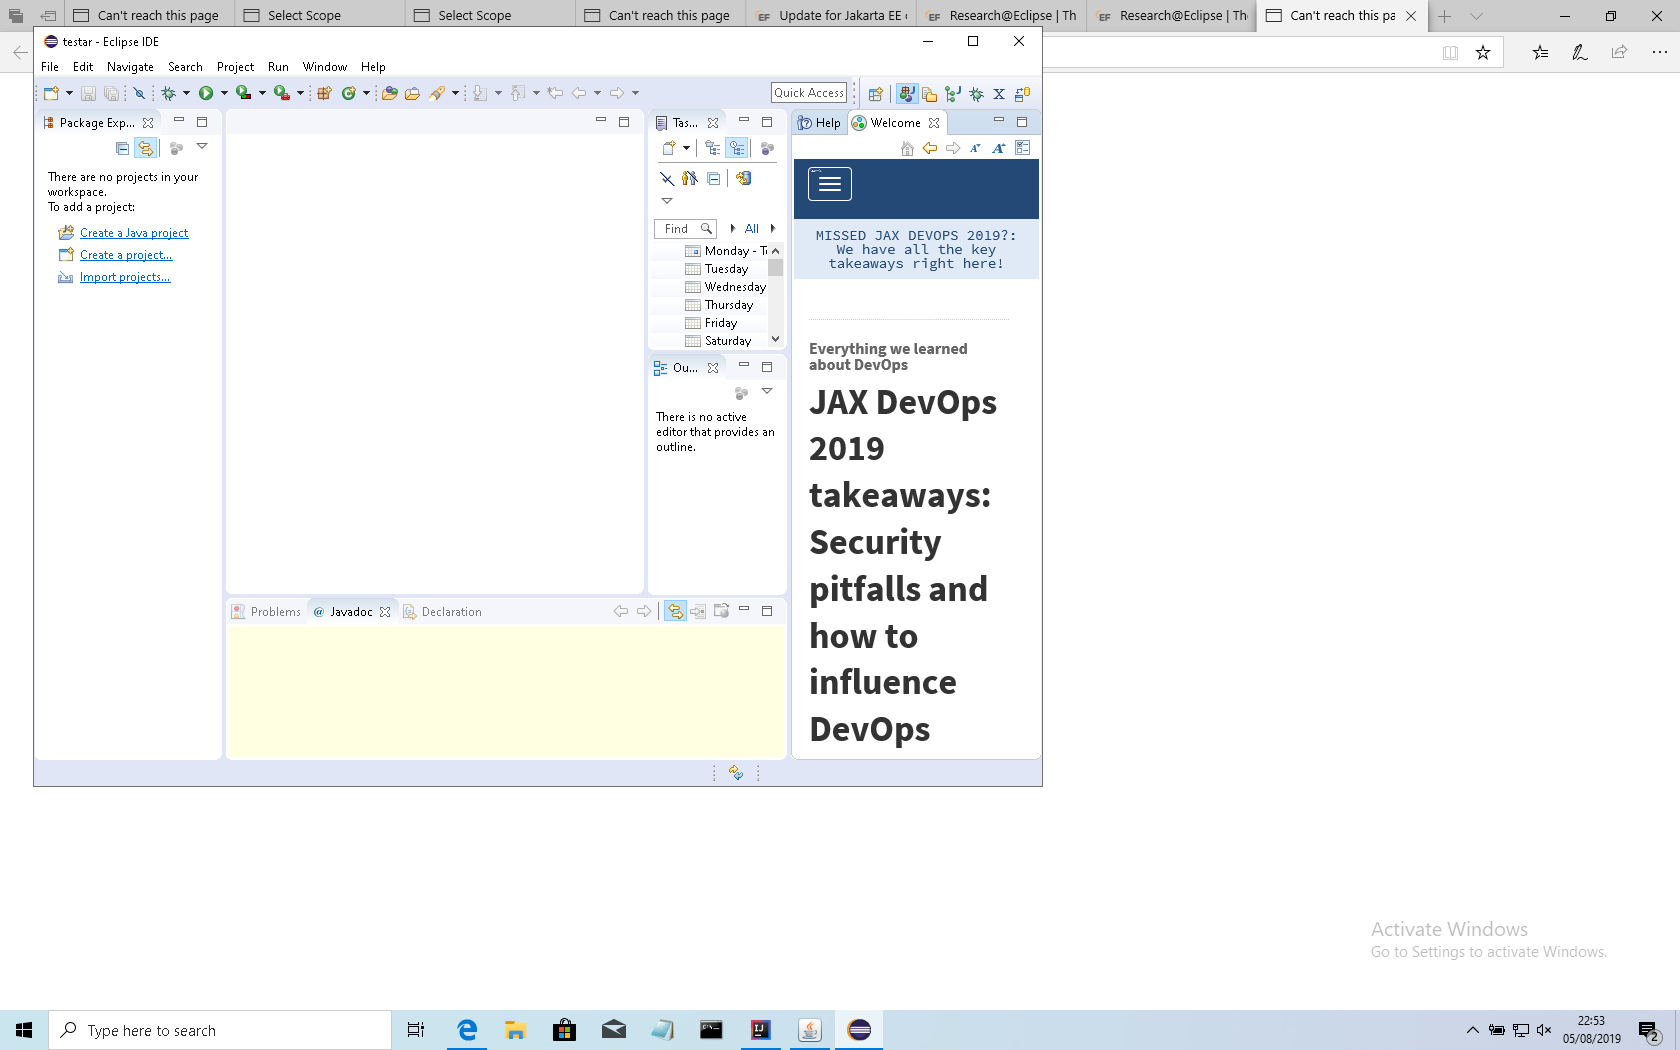 Can't reach this page
Select Scope
Select Scope
Can't reach this page
Update for Jakarta EE
Research@Eclipse | Th
Research@Eclipse | Th
Can't reach this pa
testar - Eclipse IDE
File Edit Navigate Search Project Run Window Help
Quick Access
Package Exp...
There are no projects in your
workspace.
To add a project:
Create a Java project
Create a project...
Import projects...
Tas...
Find
All
Monday - T
Tuesday
Wednesday
Thursday
Friday
Saturday
Ou...
There is no active
editor that provides an
outline.
Problems
@ Javadoc
Declaration
Help
Welcome
MISSED JAX DEVOPS 2019?:
We have all the key
takeaways right here!
Everything we learned
about DevOps
JAX DevOps
2019
takeaways:
Security
pitfalls and
how to
influence
DevOps
Activate Windows
Go to Settings to activate Windows.
Type here to search
22:53
05/08/2019
2